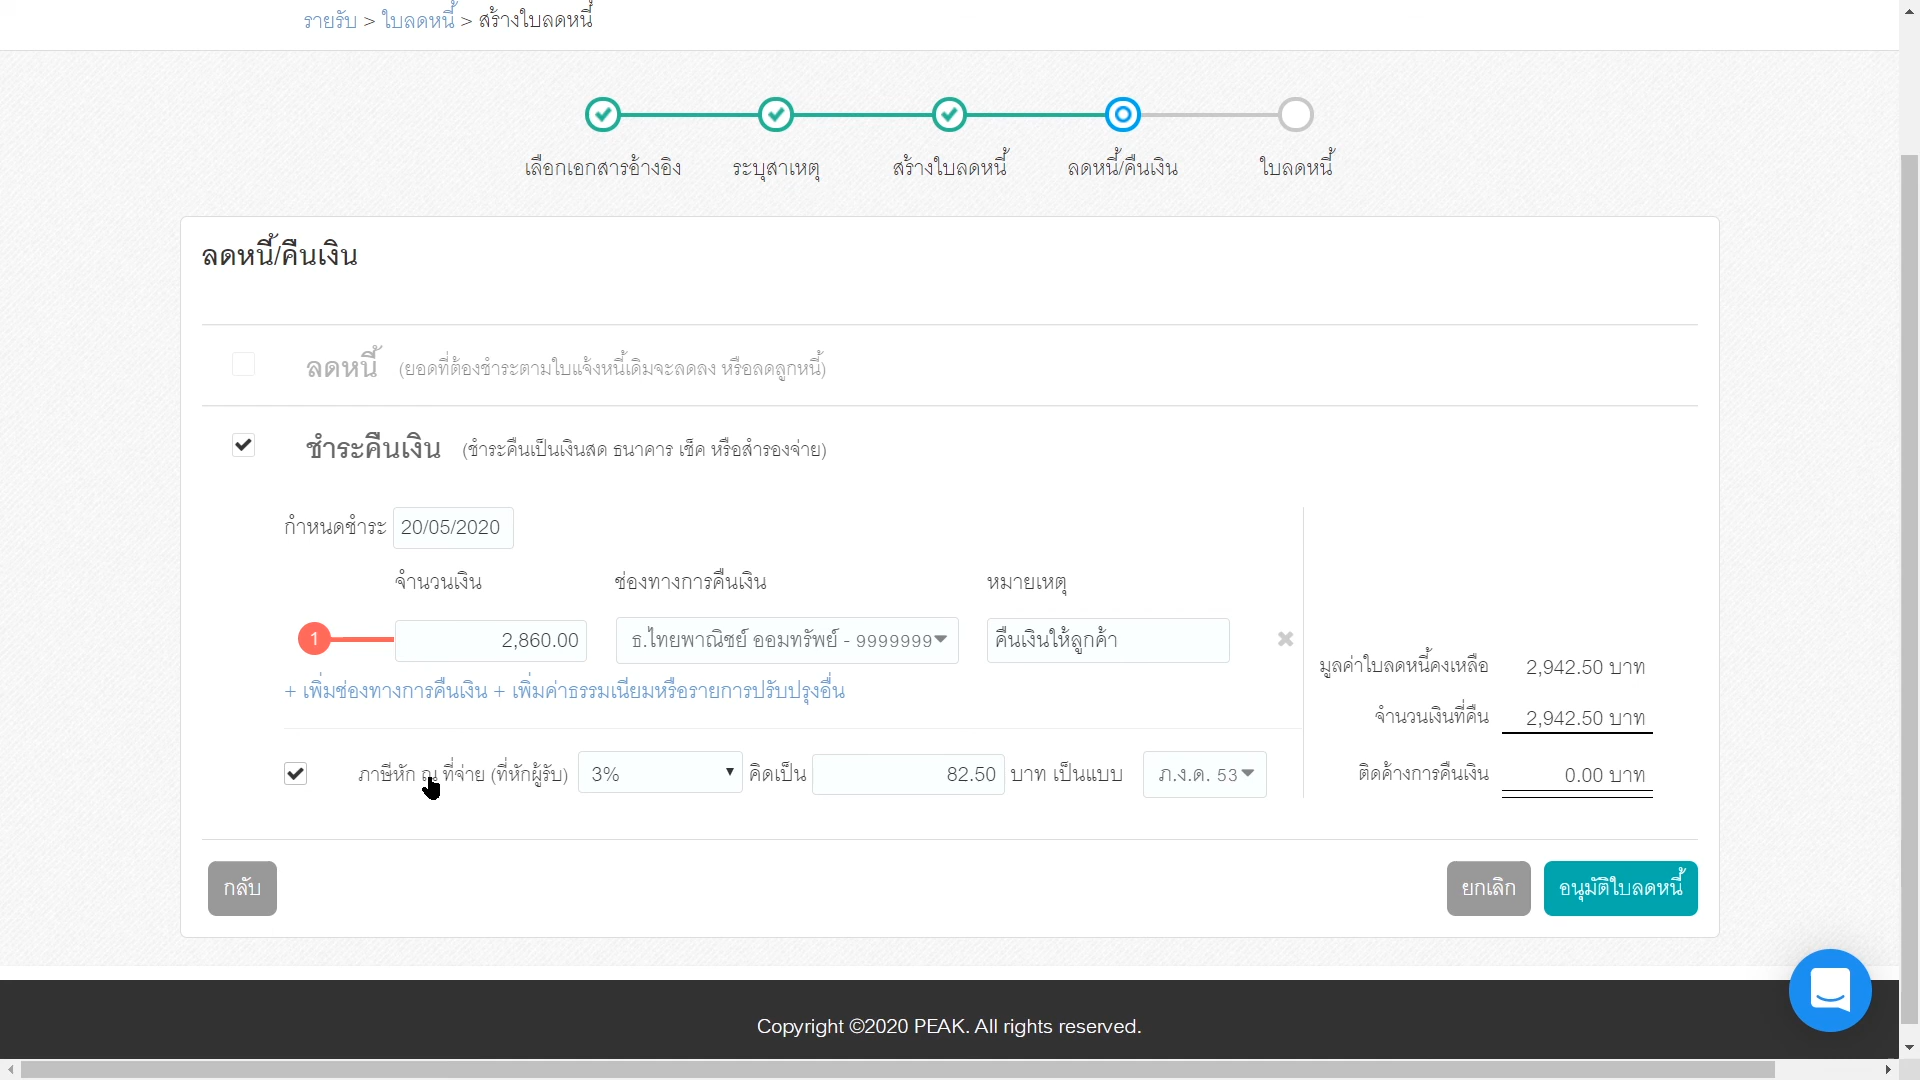 รายรับ > ใบลดหนี้ > สร้างใบลดหนี้
เลือกเอกสารอ้างอิง ระบุสาเหตุ สร้างใบลดหนี้ ลดหนี้/คืนเงิน ใบลดหนี้
ลดหนี้/คืนเงิน
ลดหนี้ (ยอดที่ต้องชำระตามใบแจ้งหนี้เดิมจะลดลง หรือลดลูกหนี้)
ชำระคืนเงิน (ชำระคืนเป็นเงินสด ธนาคาร เช็ค หรือสำรองจ่าย)
กำหนดชำระ 20/05/2020
จำนวนเงิน ช่องทางการคืนเงิน หมายเหตุ
1 2,860.00 ธ.ไทยพาณิชย์ ออมทรัพย์ - 9999999 คืนเงินให้ลูกค้า
มูลค่าใบลดหนี้คงเหลือ 2,942.50 บาท
+ เพิ่มช่องทางการคืนเงิน + เพิ่มค่าธรรมเนียมหรือรายการปรับปรุงอื่น
จำนวนเงินที่คืน 2,942.50 บาท
ภาษีหัก ณ ที่จ่าย (ที่หักผู้รับ) 3% คิดเป็น 82.50 บาท เป็นแบบ ภ.ง.ด. 53
ติดค้างการคืนเงิน 0.00 บาท
กลับ ยกเลิก อนุมัติใบลดหนี้
Copyright ©2020 PEAK. All rights reserved.